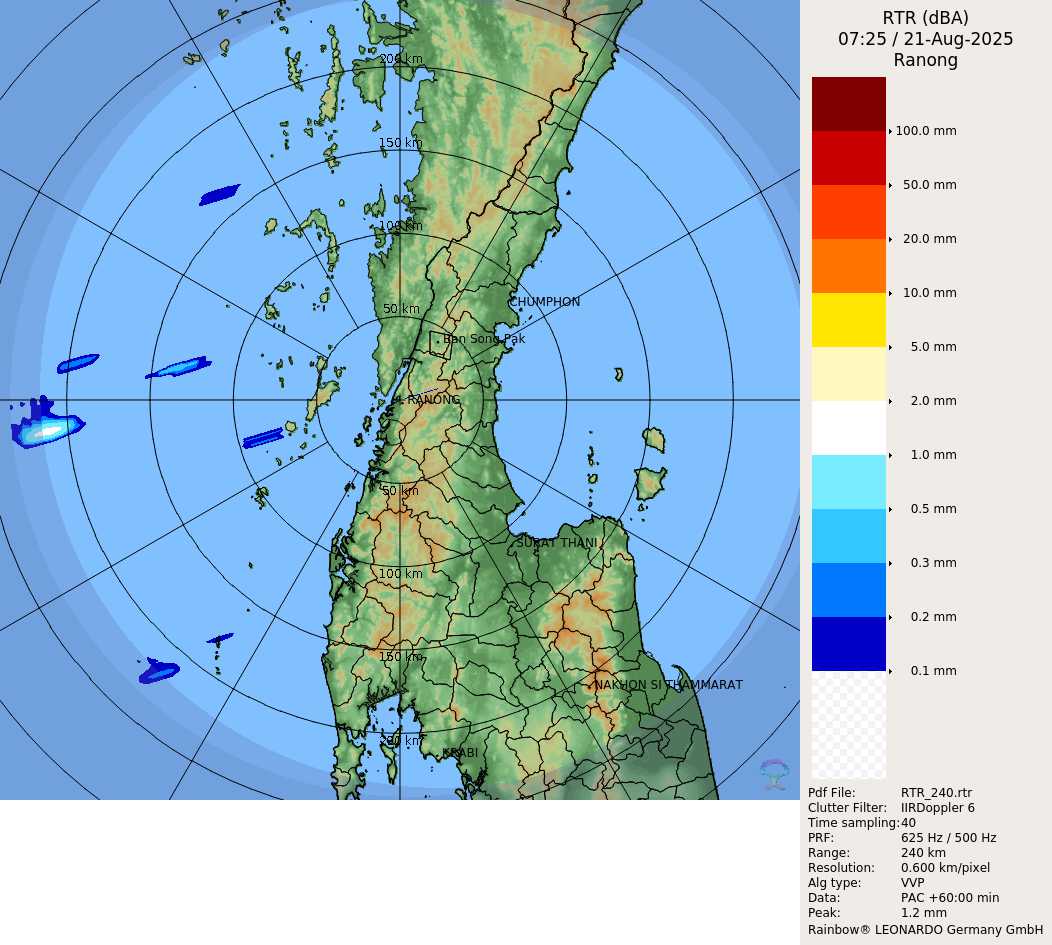 RTR (dBA)
07:25 / 21-Aug-2025
Ranong
200 km
150 km
100 km
50 km
CHUMPHON
Ban Song Pak
RANONG
50 km
SURAT THANI
100 km
150 km
NAKHON SI THAMMARAT
200 km
KRABI
100.0 mm
50.0 mm
20.0 mm
10.0 mm
5.0 mm
2.0 mm
1.0 mm
0.5 mm
0.3 mm
0.2 mm
0.1 mm
Pdf File: RTR_240.rtr
Clutter Filter: IIRDoppler 6
Time sampling: 40
PRF: 625 Hz / 500 Hz
Range: 240 km
Resolution: 0.600 km/pixel
Alg type: VVP
Data: PAC +60:00 min
Peak: 1.2 mm
Rainbow® LEONARDO Germany GmbH